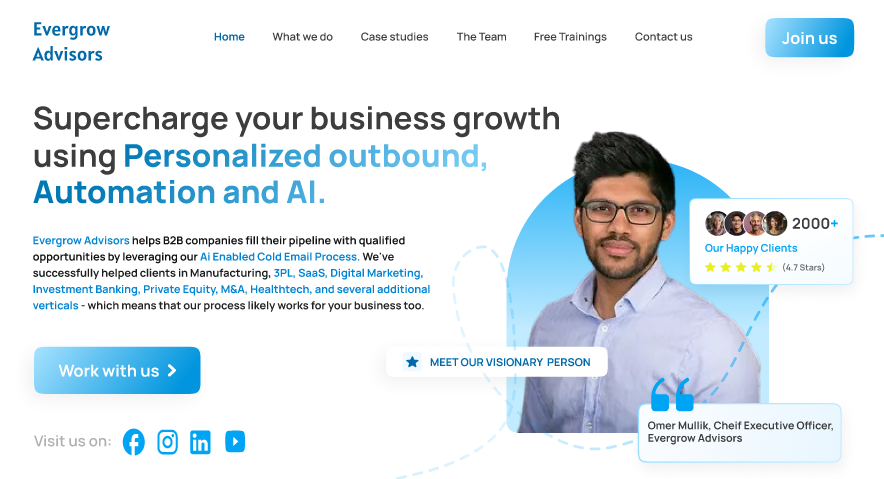 Evergrow
Advisors
Home
What we do
Case studies
The Team
Free Trainings
Contact us
Join us
Supercharge your business growth
using Personalized outbound,
Automation and AI.
Evergrow Advisors helps B2B companies fill their pipeline with qualified
opportunities by leveraging our Ai Enabled Cold Email Process. We've
successfully helped clients in Manufacturing, 3PL, SaaS, Digital Marketing,
Investment Banking, Private Equity, M&A, Healthtech, and several additional
verticals - which means that our process likely works for your business too.
2000+
Our Happy Clients
(4.7 Stars)
Work with us
MEET OUR VISIONARY PERSON
Omer Mullik, Cheif Executive Officer,
Evergrow Advisors
Visit us on: